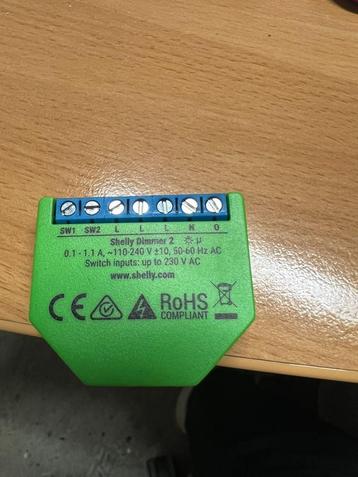 SW1 SW2 L L L N O
Shelly Dimmer 2 µ
0.1 - 1.1 A, ~110-240 V ±10, 50-60 Hz AC
Switch inputs: up to 230 V AC
www.shelly.com
CE RoHS
COMPLIANT